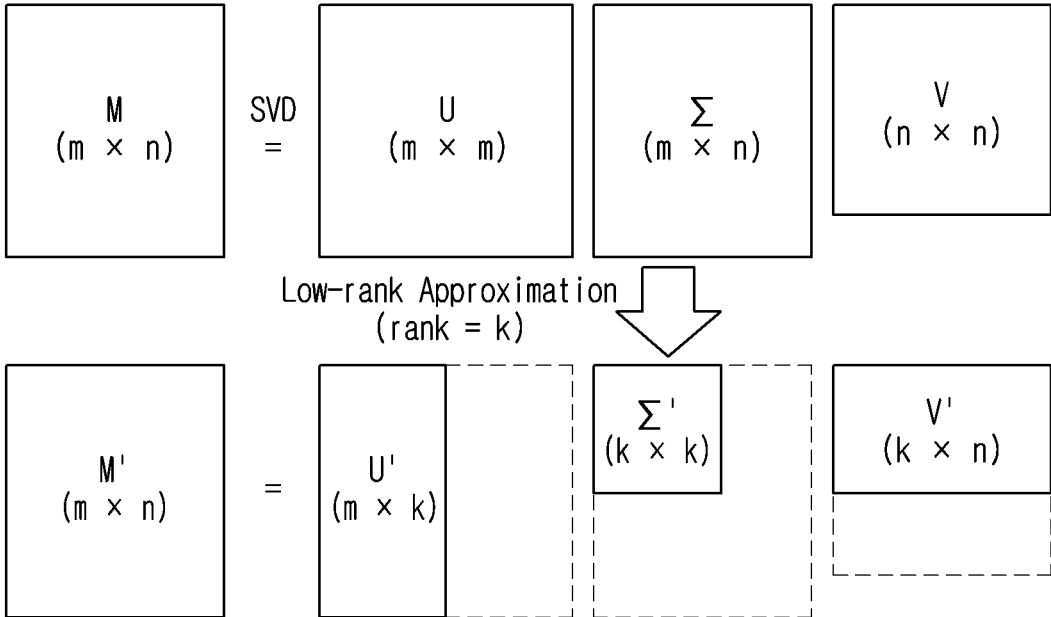 M
(m × n)
SVD
=
U
(m × m)
Σ
(m × n)
V
(n × n)
Low-rank Approximation
(rank = k)
M'
(m × n)
=
U'
(m × k)
Σ'
(k × k)
V'
(k × n)